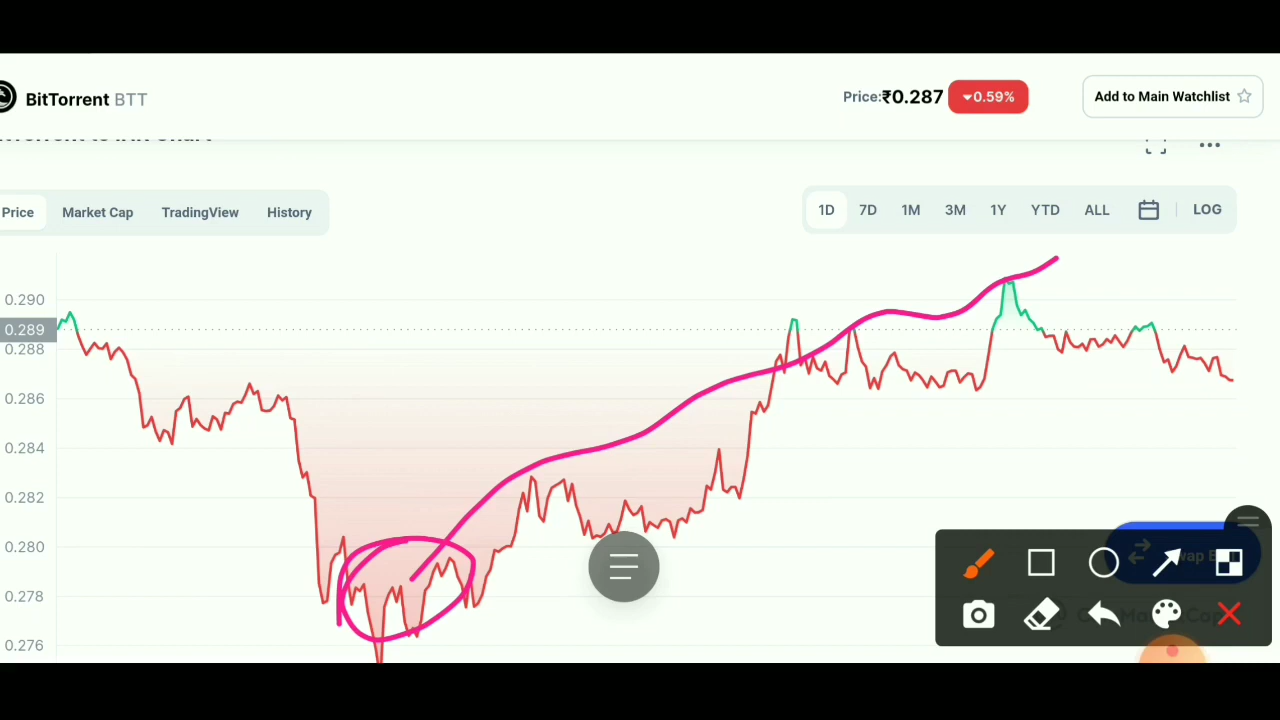 BitTorrent BTT
Price:₹0.287
0.59%
Add to Main Watchlist
Price
Market Cap
TradingView
History
1D
7D
1M
3M
1Y
YTD
ALL
LOG
0.290
0.289
0.288
0.286
0.284
0.282
0.280
0.278
0.276